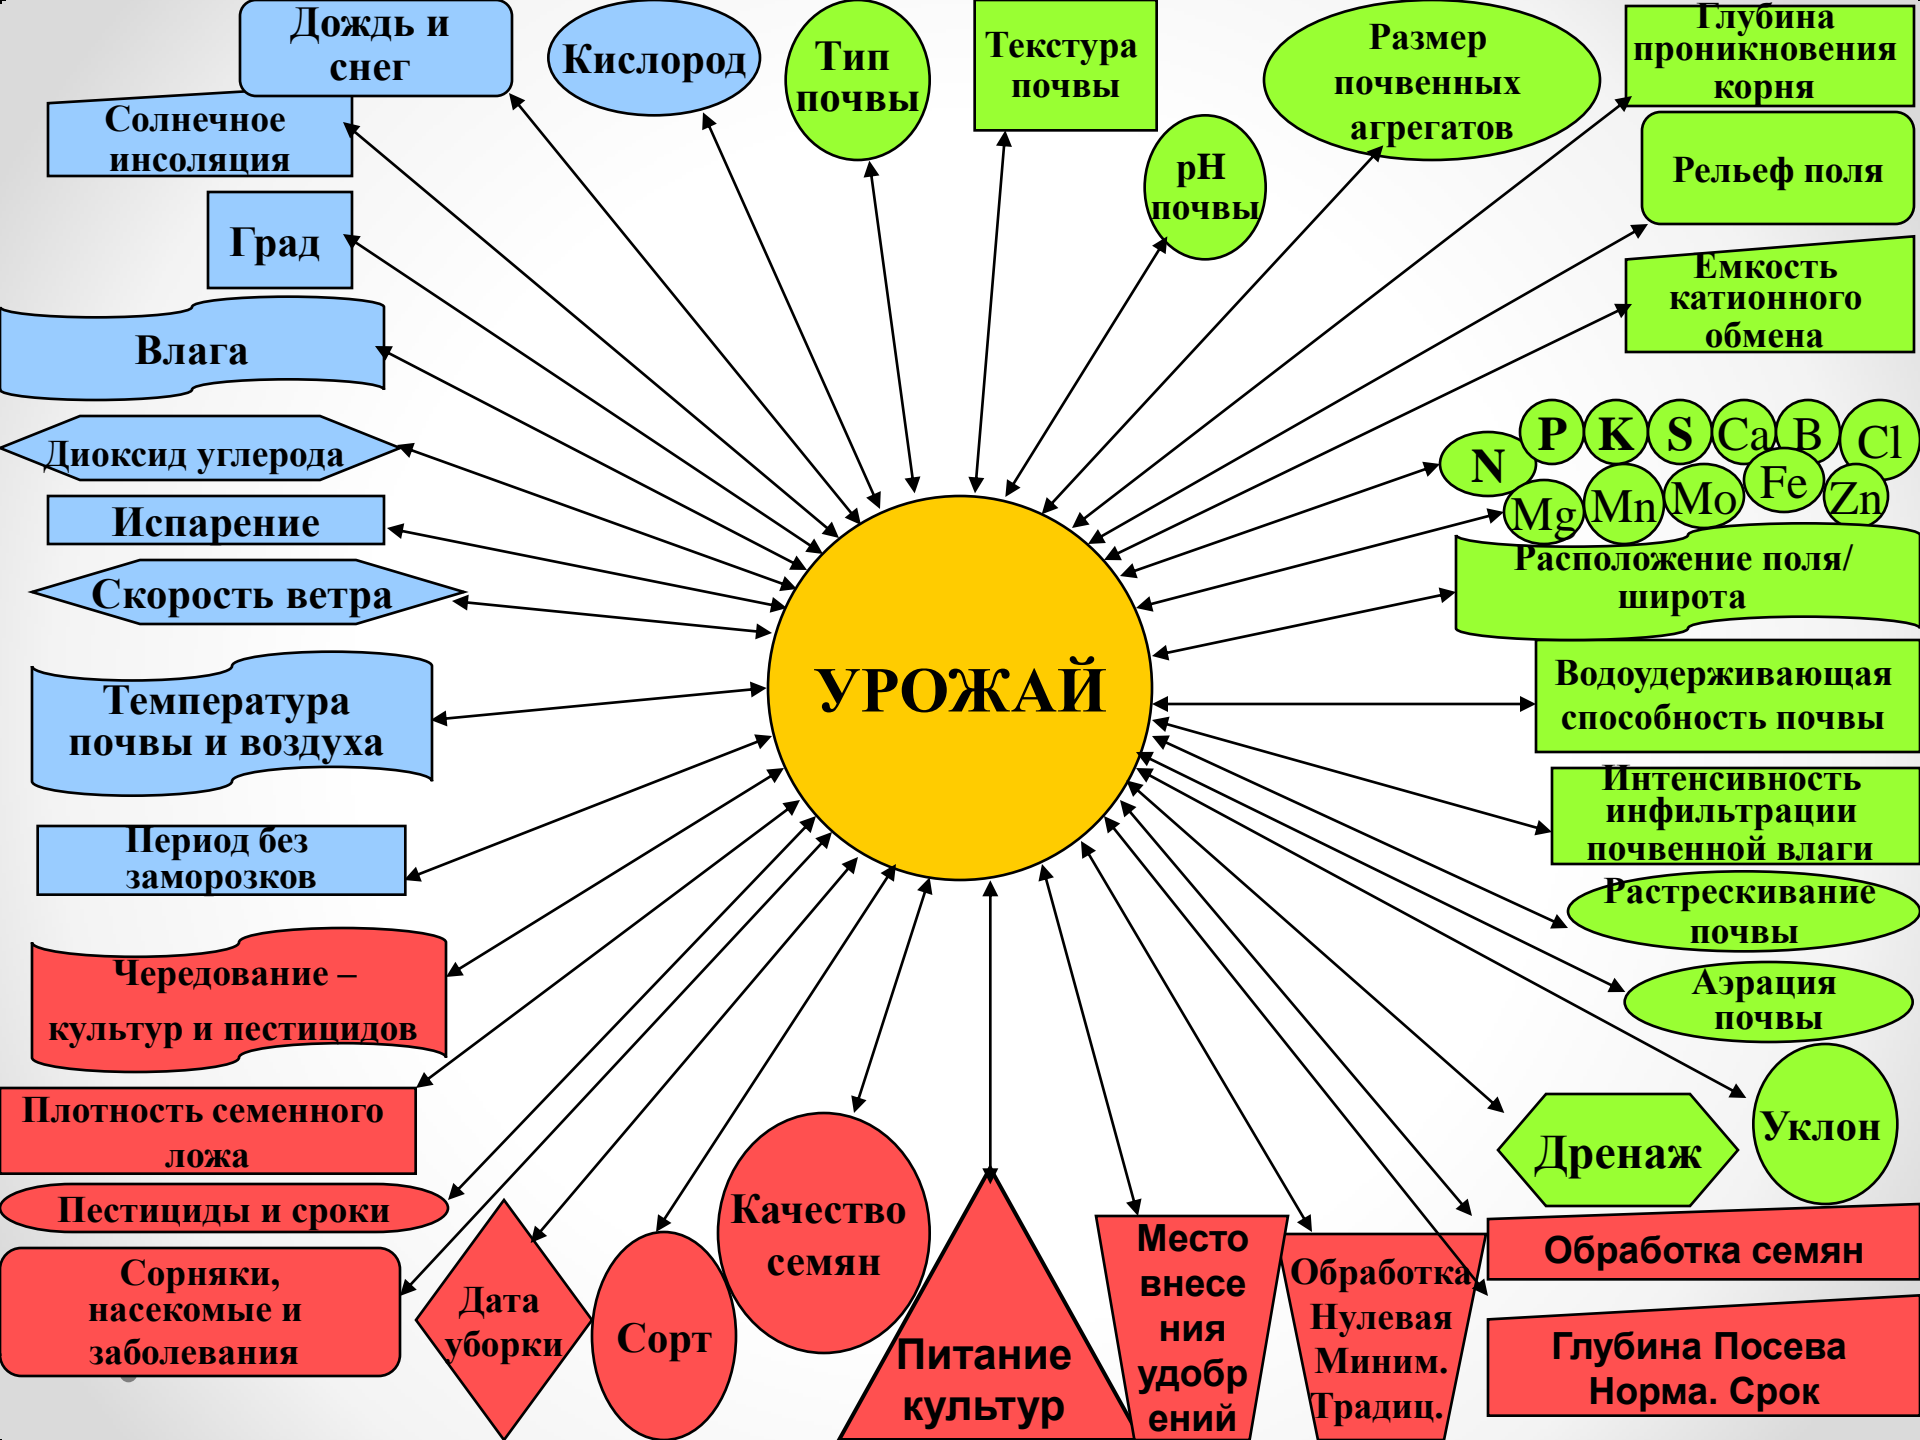 Дождь и
снег
Кислород
Тип
почвы
Текстура
почвы
Размер
почвенных
агрегатов
Глубина
проникновения
корня
Солнечное
инсоляция
рН
почвы
Рельеф поля
Град
Емкость
катионного
обмена
Влага
Диоксид углерода
N
P
K
S
Ca
B
Cl
Mg
Mn
Mo
Fe
Zn
Испарение
Расположение поля/
широта
Скорость ветра
УРОЖАЙ
Водоудерживающая
способность почвы
Температура
почвы и воздуха
Интенсивность
инфильтрации
почвенной влаги
Период без
заморозков
Растрескивание
почвы
Чередование –
культур и пестицидов
Аэрация
почвы
Плотность семенного
ложа
Дренаж
Уклон
Пестициды и сроки
Сорняки,
насекомые и
заболевания
Дата
уборки
Сорт
Качество
семян
Питание
культур
Место
внесе
ния
удобр
ений
Обработка
Нулевая
Миним.
Традиц.
Обработка семян
Глубина Посева
Норма. Срок